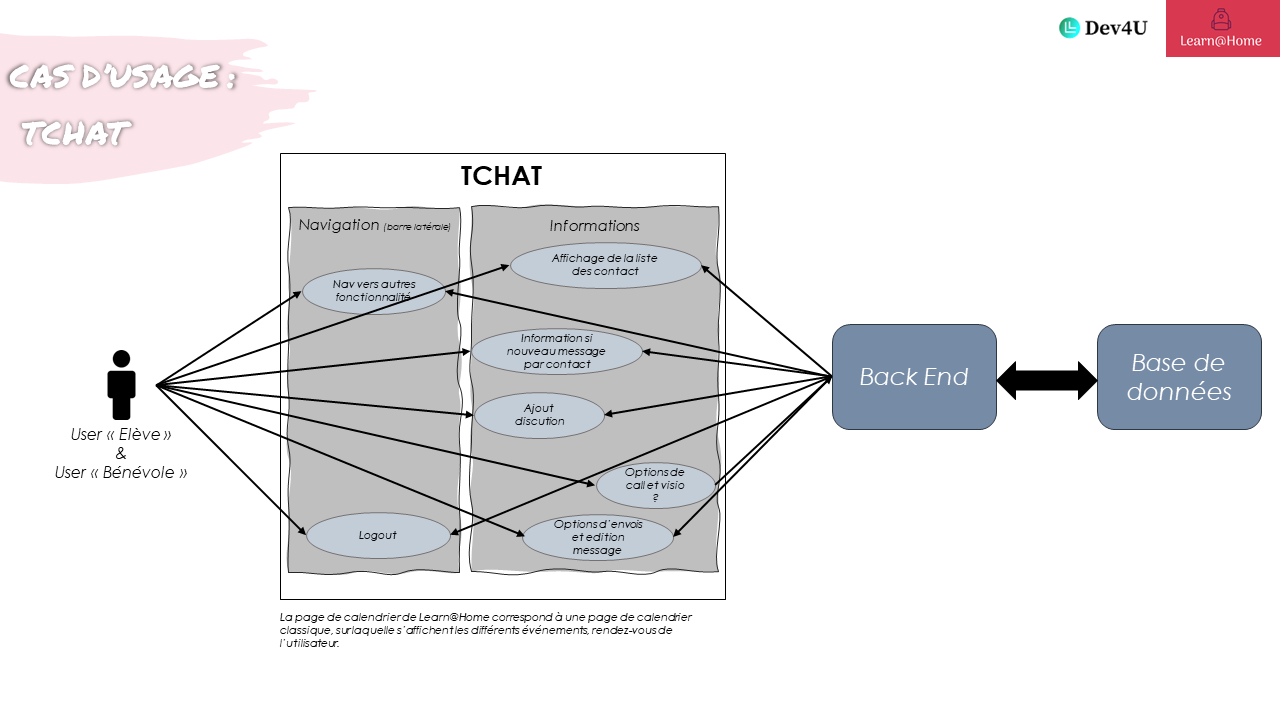 Dev4U
Learn@Home
CAS D'USAGE :
TCHAT
TCHAT
Navigation (barre latérale)
Nav vers autres
fonctionnalité
Logout
Informations
Affichage de la liste
des contact
Information si
nouveau message
par contact
Ajout
discution
Options de
call et visio
?
Options d'envois
et edition
message
User « Elève »
&
User « Bénévole »
Back End
Base de
données
La page de calendrier de Learn@Home correspond à une page de calendrier
classique, sur laquelle s'affichent les différents événements, rendez-vous de
l'utilisateur.